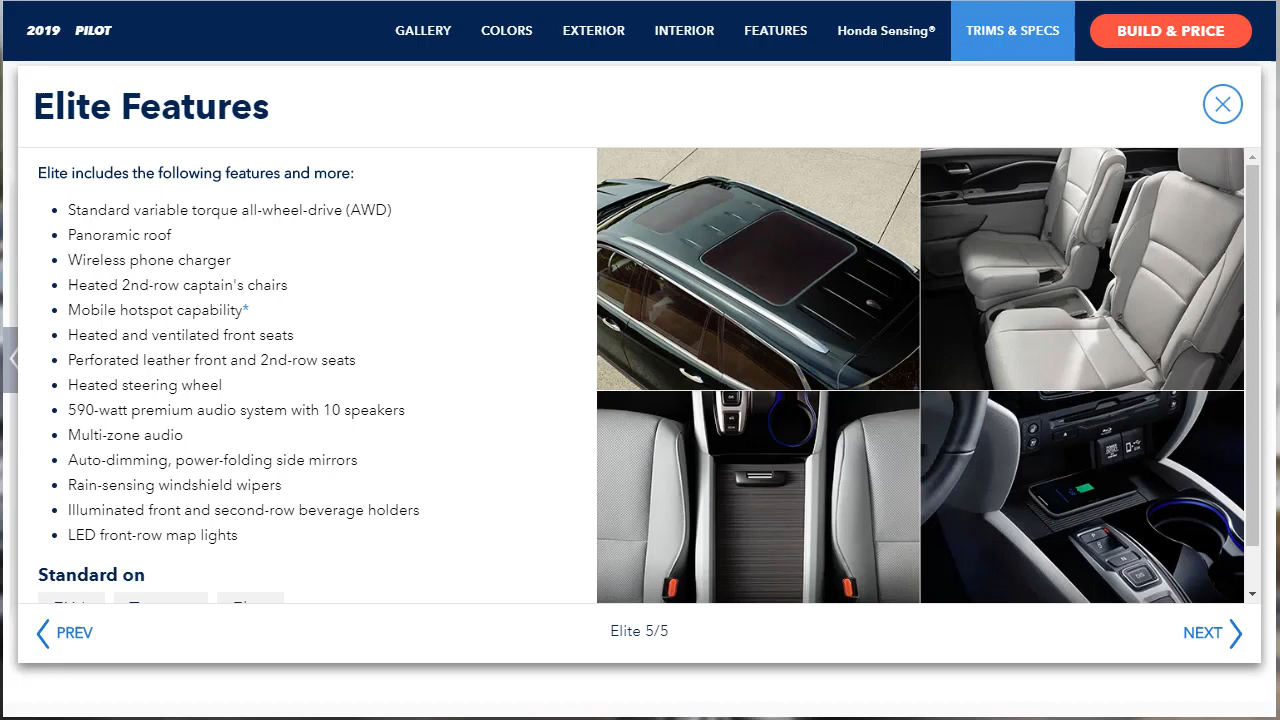 2019 PILOT GALLERY COLORS EXTERIOR INTERIOR FEATURES Honda Sensing® TRIMS & SPECS BUILD & PRICE
Elite Features
Elite includes the following features and more:
Standard variable torque all-wheel-drive (AWD)
Panoramic roof
Wireless phone charger
Heated 2nd-row captain's chairs
Mobile hotspot capability*
Heated and ventilated front seats
Perforated leather front and 2nd-row seats
Heated steering wheel
590-watt premium audio system with 10 speakers
Multi-zone audio
Auto-dimming, power-folding side mirrors
Rain-sensing windshield wipers
Illuminated front and second-row beverage holders
LED front-row map lights
Standard on
PREV Elite 5/5 NEXT